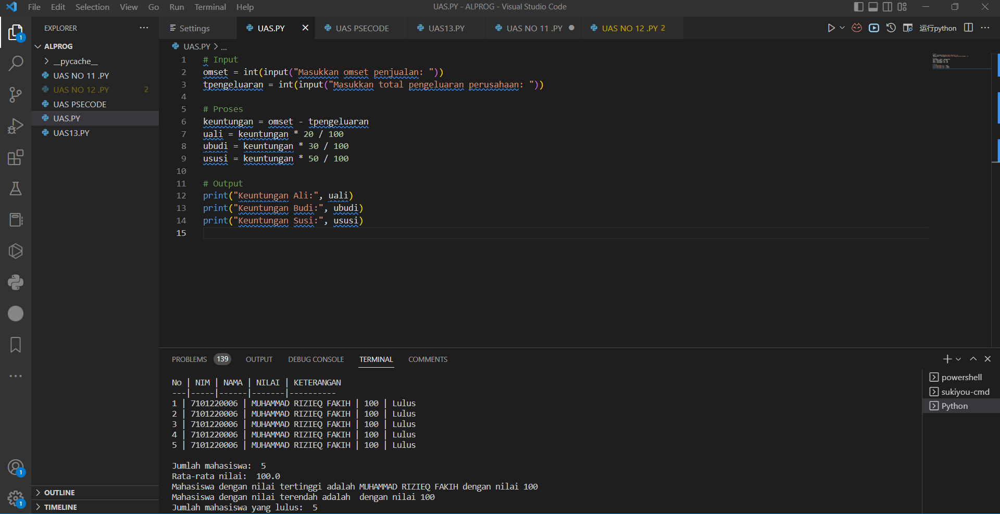 File Edit Selection View Go Run Terminal Help
UAS.PY - ALPROG - Visual Studio Code
EXPLORER
Settings
UAS.PY
UAS PSECODE
UAS13.PY
UAS NO 11 .PY
UAS NO 12 .PY 2
运行python
1
ALPROG
__pycache__
UAS NO 11 .PY
UAS NO 12 .PY 2
UAS PSECODE
UAS.PY
UAS13.PY
UAS.PY > ...
1 # Input
2 omset = int(input("Masukkan omset penjualan: "))
3 tpengeluaran = int(input("Masukkan total pengeluaran perusahaan: "))
4
5 # Proses
6 keuntungan = omset - tpengeluaran
7 uali = keuntungan * 20 / 100
8 ubudi = keuntungan * 30 / 100
9 ususi = keuntungan * 50 / 100
10
11 # Output
12 print("Keuntungan Ali:", uali)
13 print("Keuntungan Budi:", ubudi)
14 print("Keuntungan Susi:", ususi)
15
PROBLEMS 139 OUTPUT DEBUG CONSOLE TERMINAL COMMENTS
No | NIM | NAMA | NILAI | KETERANGAN
---|-----|------|-------|----------
1 | 7101220006 | MUHAMMAD RIZIEQ FAKIH | 100 | Lulus
2 | 7101220006 | MUHAMMAD RIZIEQ FAKIH | 100 | Lulus
3 | 7101220006 | MUHAMMAD RIZIEQ FAKIH | 100 | Lulus
4 | 7101220006 | MUHAMMAD RIZIEQ FAKIH | 100 | Lulus
5 | 7101220006 | MUHAMMAD RIZIEQ FAKIH | 100 | Lulus
Jumlah mahasiswa:  5
Rata-rata nilai:  100.0
Mahasiswa dengan nilai tertinggi adalah MUHAMMAD RIZIEQ FAKIH dengan nilai 100
Mahasiswa dengan nilai terendah adalah  dengan nilai 100
Jumlah mahasiswa yang lulus:  5
powershell
sukiyou-cmd
Python
1
1
OUTLINE
TIMELINE